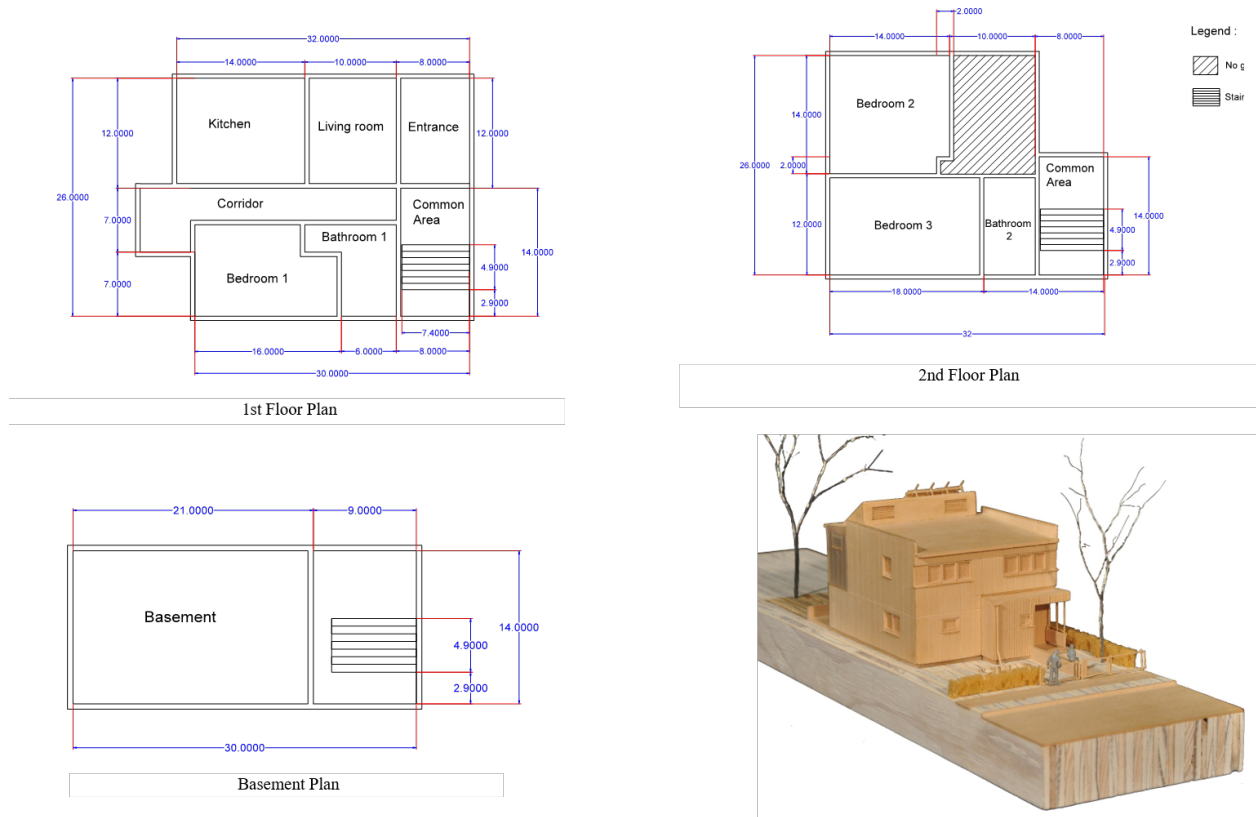 32.0000
14.0000
10.0000
8.0000
Kitchen
Living room
Entrance
12.0000
12.0000
26.0000
Corridor
Common
Area
7.0000
Bathroom 1
14.0000
Bedroom 1
4.9000
7.0000
2.9000
7.4000
16.0000
6.0000
8.0000
30.0000
1st Floor Plan
2.0000
14.0000
10.0000
8.0000
Legend :
No
Stair
Bedroom 2
14.0000
26.0000
2.0000
Common
Area
Bedroom 3
Bathroom
2
12.0000
14.0000
4.9000
2.9000
18.0000
14.0000
32
2nd Floor Plan
21.0000
9.0000
Basement
14.0000
4.9000
2.9000
30.0000
Basement Plan